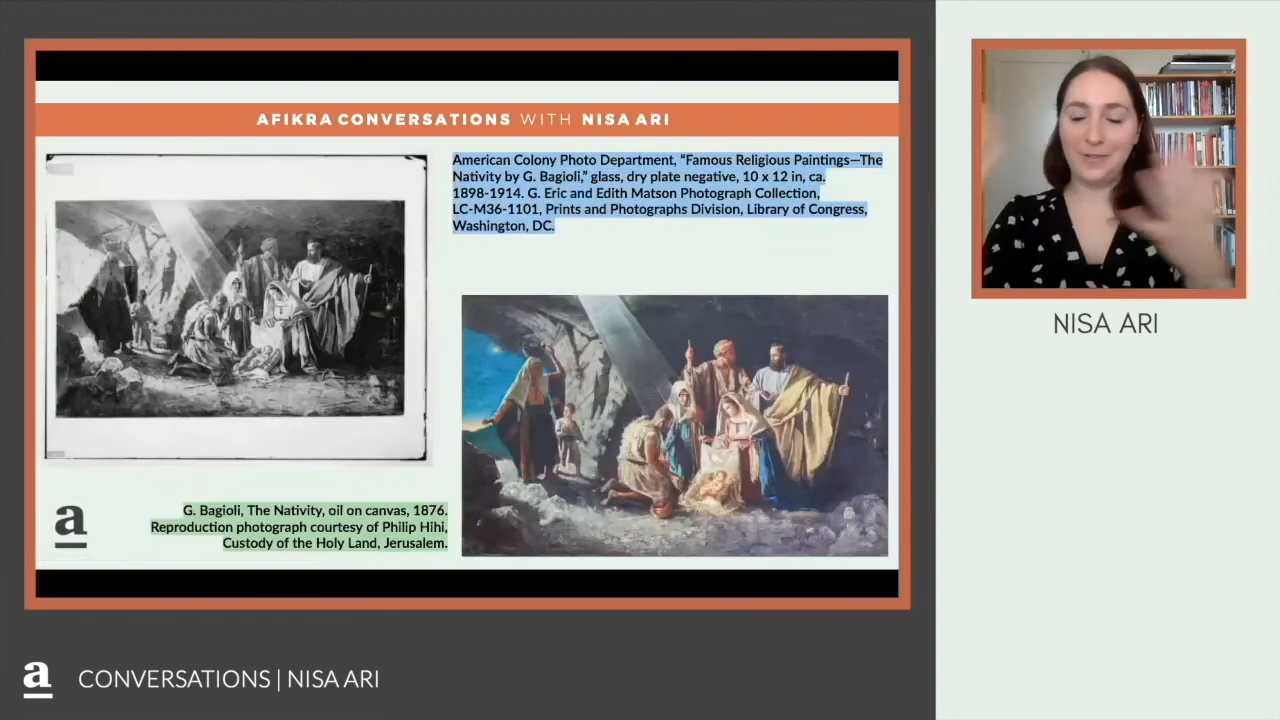 AFIKRA CONVERSATIONS WITH NISA ARI
American Colony Photo Department, “Famous Religious Paintings—The
Nativity by G. Bagioli,” glass, dry plate negative, 10 x 12 in, ca.
1898-1914. G. Eric and Edith Matson Photograph Collection,
LC-M36-1101, Prints and Photographs Division, Library of Congress,
Washington, DC.
a
G. Bagioli, The Nativity, oil on canvas, 1876.
Reproduction photograph courtesy of Philip Hihi,
Custody of the Holy Land, Jerusalem.
NISA ARI
a CONVERSATIONS | NISA ARI